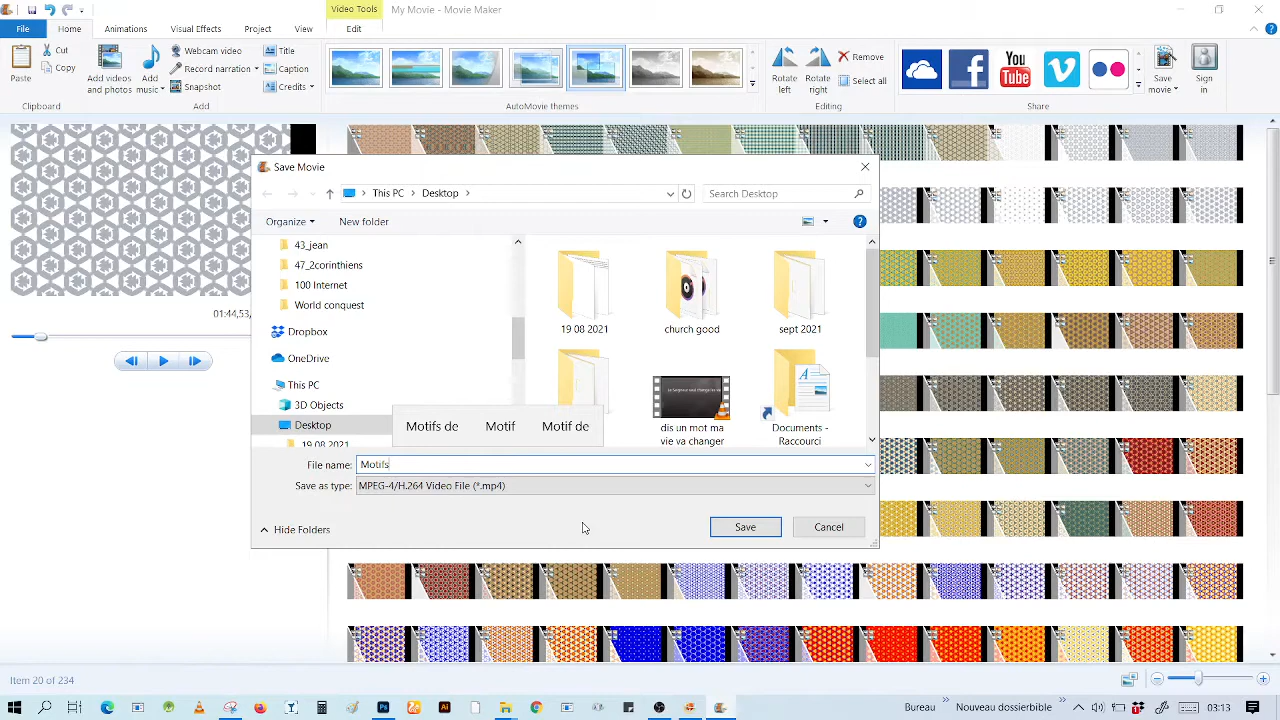 Video Tools
My Movie - Movie Maker
File
Home
Animations
Visual Effects
Project
View
Edit
Paste
Cut
Copy
Clipboard
Add videos
and photos
Add
music
Webcam video
Record narration
Snapshot
Add
Title
Caption
Credits
AutoMovie themes
Rotate
left
Rotate
right
Remove
Select all
Editing
You
Tube
Share
Save
movie
Sign
in
Save Movie
This PC
Desktop
Search Desktop
Organize
New folder
43_jean
47_2corinthiens
100 Internet
World conquest
Dropbox
OneDrive
This PC
3D Objects
Desktop
19 08 2021
19 08 2021
church good
sept 2021
dis un mot ma
vie va changer
Documents -
Raccourci
Motifs de
Motif
Motif de
File name:
Motifs
Save as type:
MPEG-4/H.264 Video File (*.mp4)
Hide Folders
Save
Cancel
01:44,53
Item 20 of 234
Bureau
Nouveau dossierbible
03:13